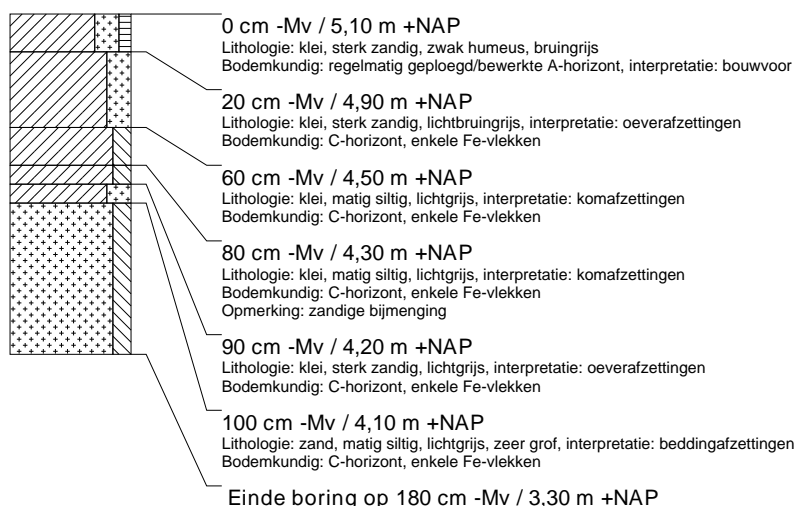 0 cm -Mv / 5,10 m +NAP
Lithologie: klei, sterk zandig, zwak humeus, bruingrijs
Bodemkundig: regelmatig geploegd/bewerkte A-horizont, interpretatie: bouwvoor
20 cm -Mv / 4,90 m +NAP
Lithologie: klei, sterk zandig, lichtbruingrijs, interpretatie: oeverafzettingen
Bodemkundig: C-horizont, enkele Fe-vlekken
60 cm -Mv / 4,50 m +NAP
Lithologie: klei, matig siltig, lichtgrijs, interpretatie: komafzettingen
Bodemkundig: C-horizont, enkele Fe-vlekken
80 cm -Mv / 4,30 m +NAP
Lithologie: klei, matig siltig, lichtgrijs, interpretatie: komafzettingen
Bodemkundig: C-horizont, enkele Fe-vlekken
Opmerking: zandige bijmenging
90 cm -Mv / 4,20 m +NAP
Lithologie: klei, sterk zandig, lichtgrijs, interpretatie: oeverafzettingen
Bodemkundig: C-horizont, enkele Fe-vlekken
100 cm -Mv / 4,10 m +NAP
Lithologie: zand, matig siltig, lichtgrijs, zeer grof, interpretatie: beddingafzettingen
Bodemkundig: C-horizont, enkele Fe-vlekken
Einde boring op 180 cm -Mv / 3,30 m +NAP